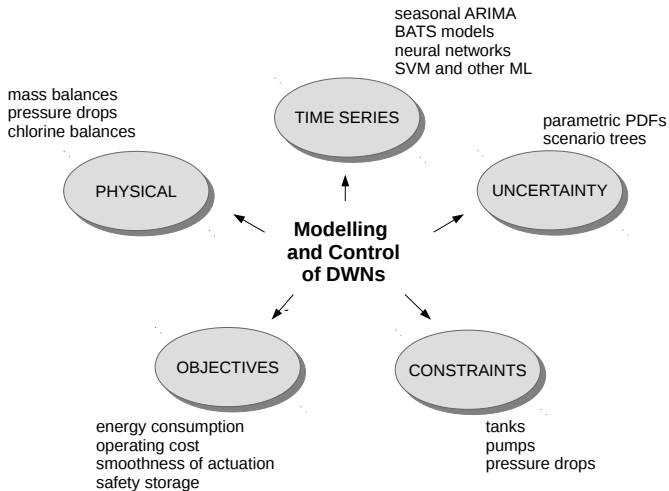 seasonal ARIMA
BATS models
neural networks
SVM and other ML
TIME SERIES
mass balances
pressure drops
chlorine balances
PHYSICAL
parametric PDFs
scenario trees
UNCERTAINTY
Modelling
and Control
of DWNs
OBJECTIVES
energy consumption
operating cost
smoothness of actuation
safety storage
CONSTRAINTS
tanks
pumps
pressure drops